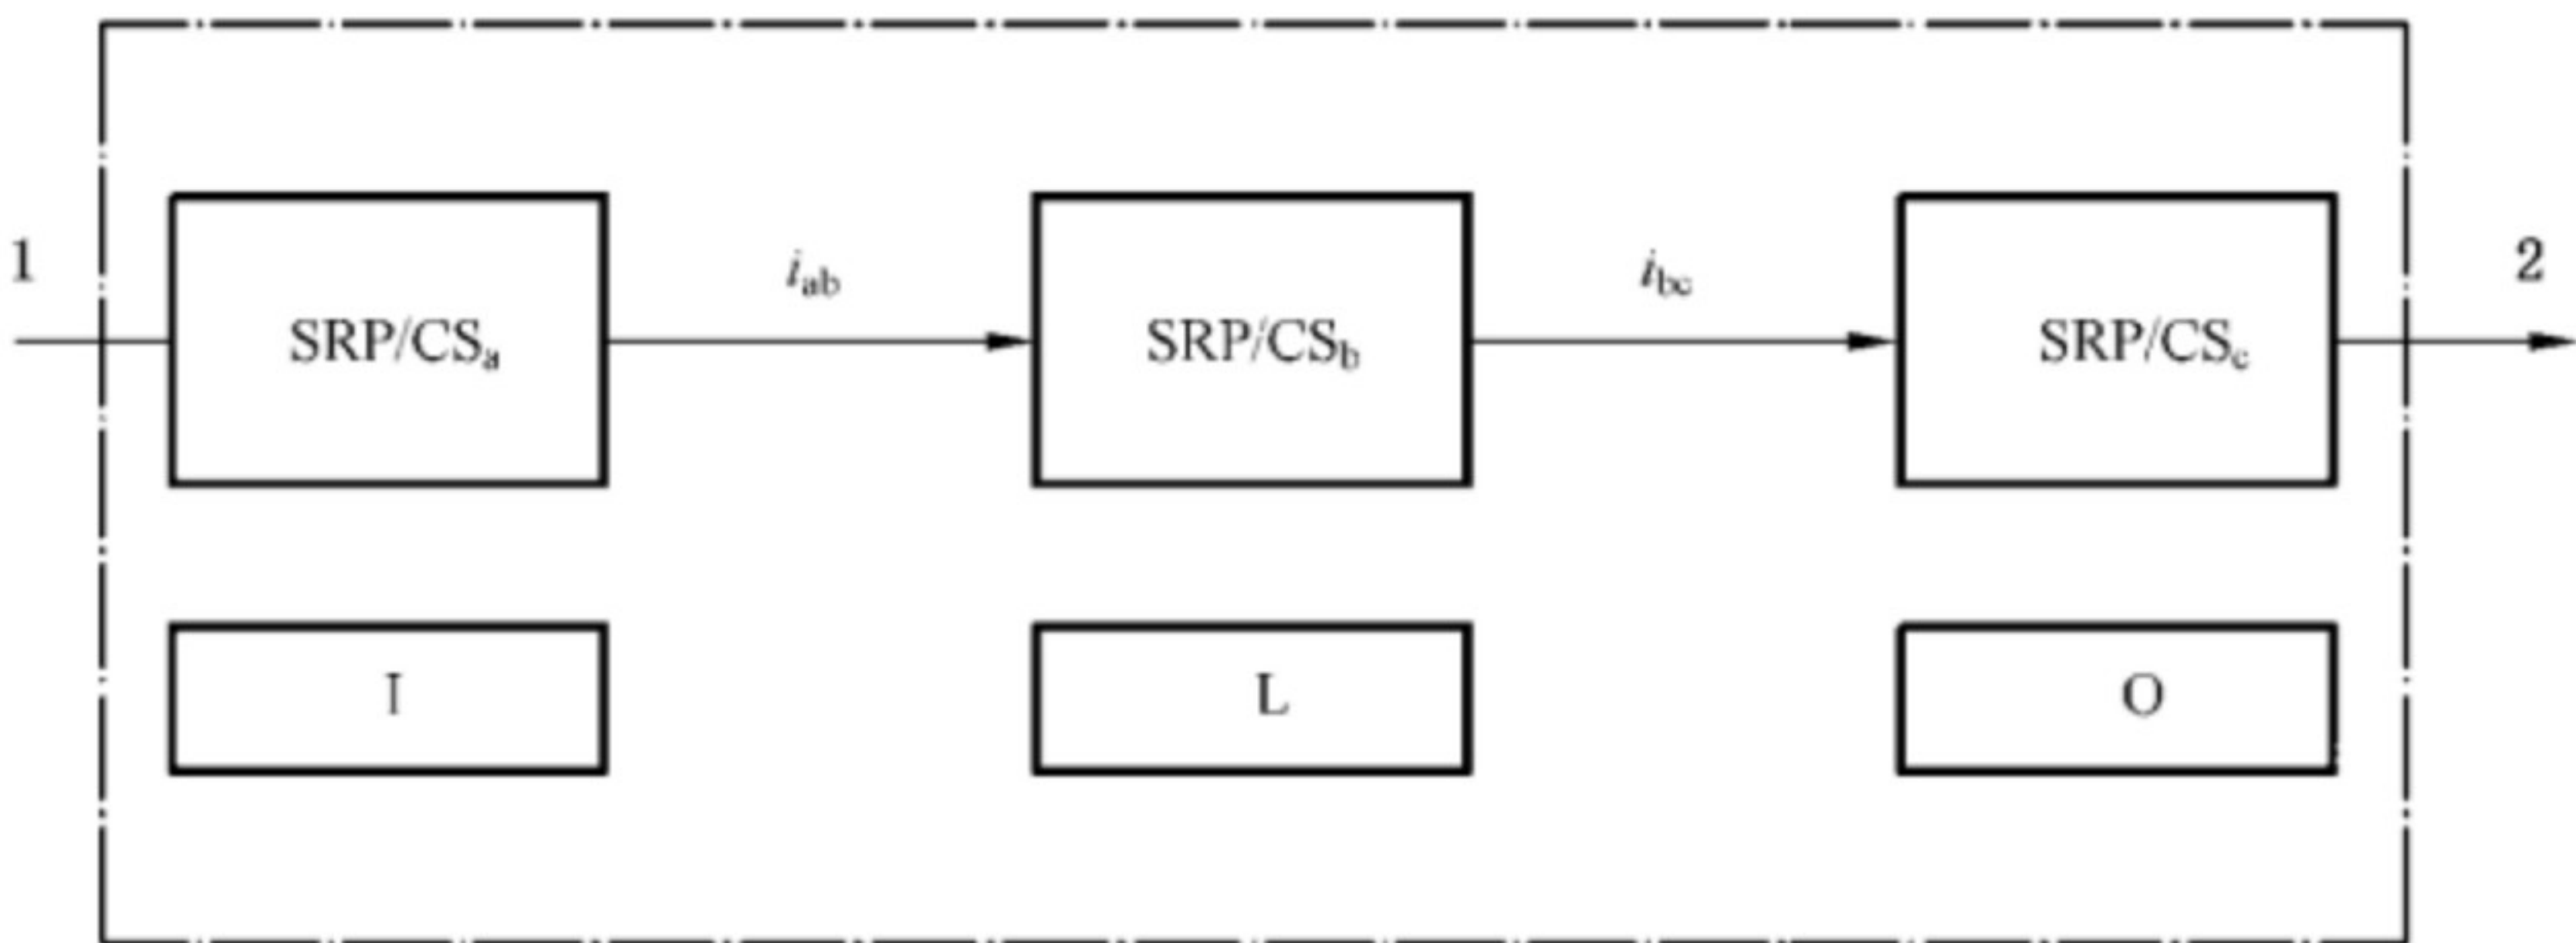 1
i_ab
i_bc
2
SRP/CS_a
SRP/CS_b
SRP/CS_c
I
L
O